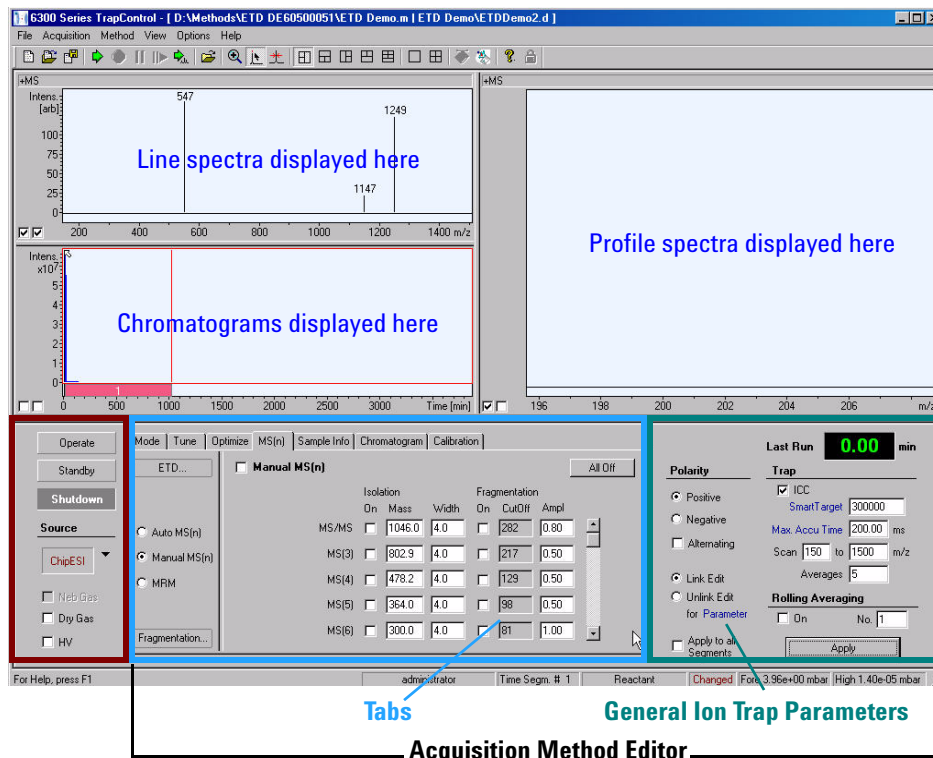 6300 Series TrapControl - [ D:\Methods\ETD DE60500051\ETD Demo.m | ETD Demo\ETDDemo2.d ]
File Acquisition Method View Options Help
+MS
Intens.
[arb]
100
75
50
25
0
547
1249
1147
Line spectra displayed here
200 400 600 800 1000 1200 1400 m/z
Intens.
x10^7
5
4
3
2
1
0
Chromatograms displayed here
1
0 500 1000 1500 2000 2500 3000 Time [min]
+MS
Profile spectra displayed here
196 198 200 202 204 206 m/
Operate
Standby
Shutdown
Source
ChipESI
Neb Gas
Dry Gas
HV
Mode Tune Optimize MS(n) Sample Info Chromatogram Calibration
ETD...
Auto MS(n)
Manual MS(n)
MRM
Fragmentation...
Manual MS(n) All Off
Isolation Fragmentation
On Mass Width On CutOff Ampl
MS/MS 1046.0 4.0 282 0.80
MS(3) 802.9 4.0 217 0.50
MS(4) 478.2 4.0 129 0.50
MS(5) 364.0 4.0 98 0.50
MS(6) 300.0 4.0 81 1.00
Last Run 0.00 min
Polarity
Positive
Negative
Alternating
Link Edit
Unlink Edit
for Parameter
Apply to all
Segments
Trap
ICC
SmartTarget 300000
Max. Accu Time 200.00 ms
Scan 150 to 1500 m/z
Averages 5
Rolling Averaging
On No. 1
Apply
For Help, press F1 administrator Time Segm. # 1 Reactant Changed Fore 3.96e+00 mbar High 1.40e-05 mbar
Tabs
General Ion Trap Parameters
Acquisition Method Editor